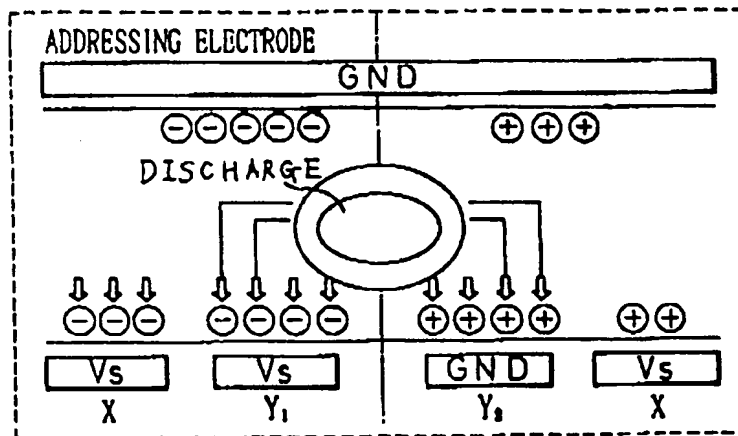 ADDRESSING ELECTRODE
GND
− − − − − + + +
DISCHARGE
− − − − − − − + + + + + +
Vs Vs GND Vs
X Y₁ Y₂ X